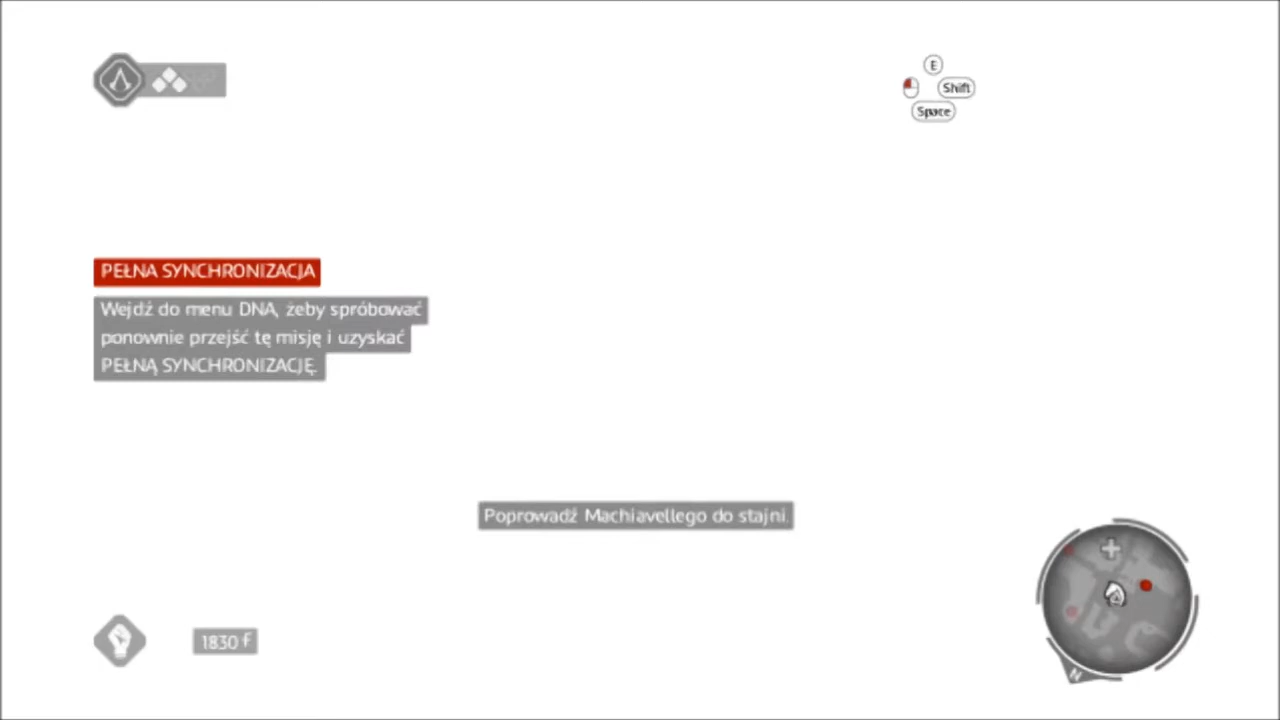 E
Shift
Space
PEŁNA SYNCHRONIZACJA
Wejdź do menu DNA, żeby spróbować
ponownie przejść tę misję i uzyskać
PEŁNĄ SYNCHRONIZACJĘ.
Poprowadź Machiavellego do stajni.
1830 f
N